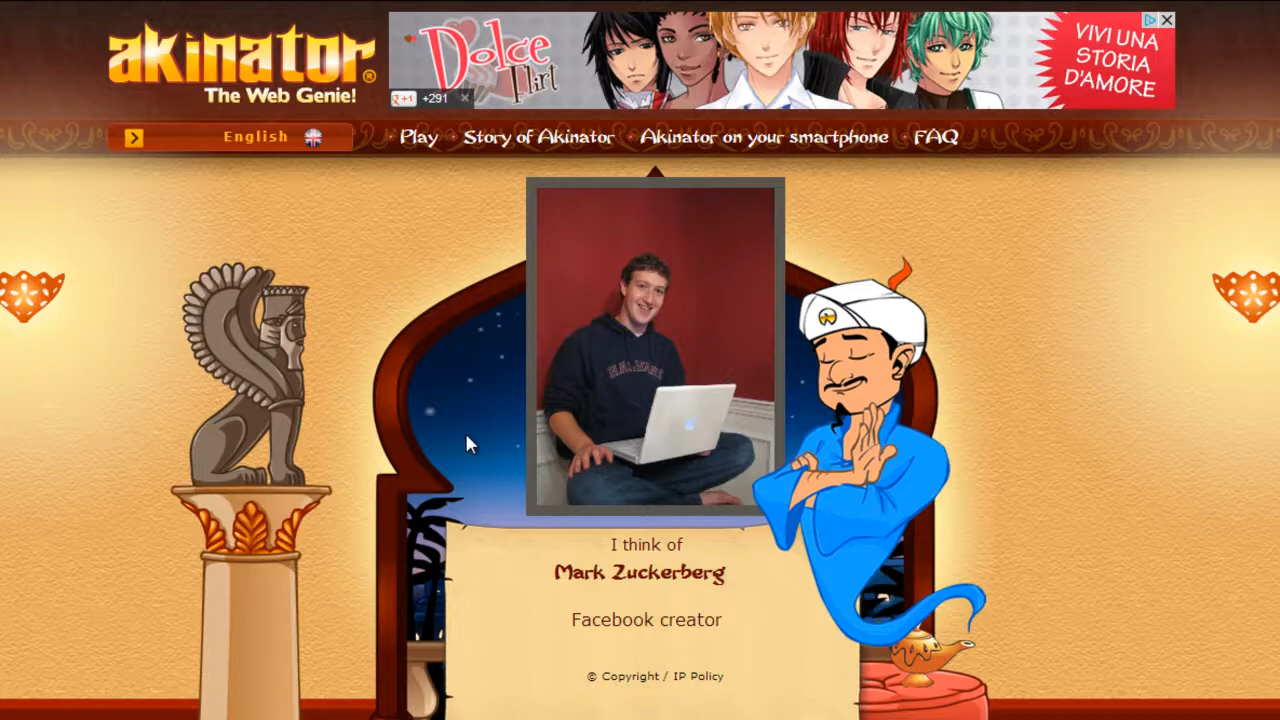 akinator®
The Web Genie!
Dolce
Flirt
+1 +291
VIVI UNA
STORIA
D'AMORE
English
Play
Story of Akinator
Akinator on your smartphone
FAQ
I think of
Mark Zuckerberg
Facebook creator
© Copyright / IP Policy